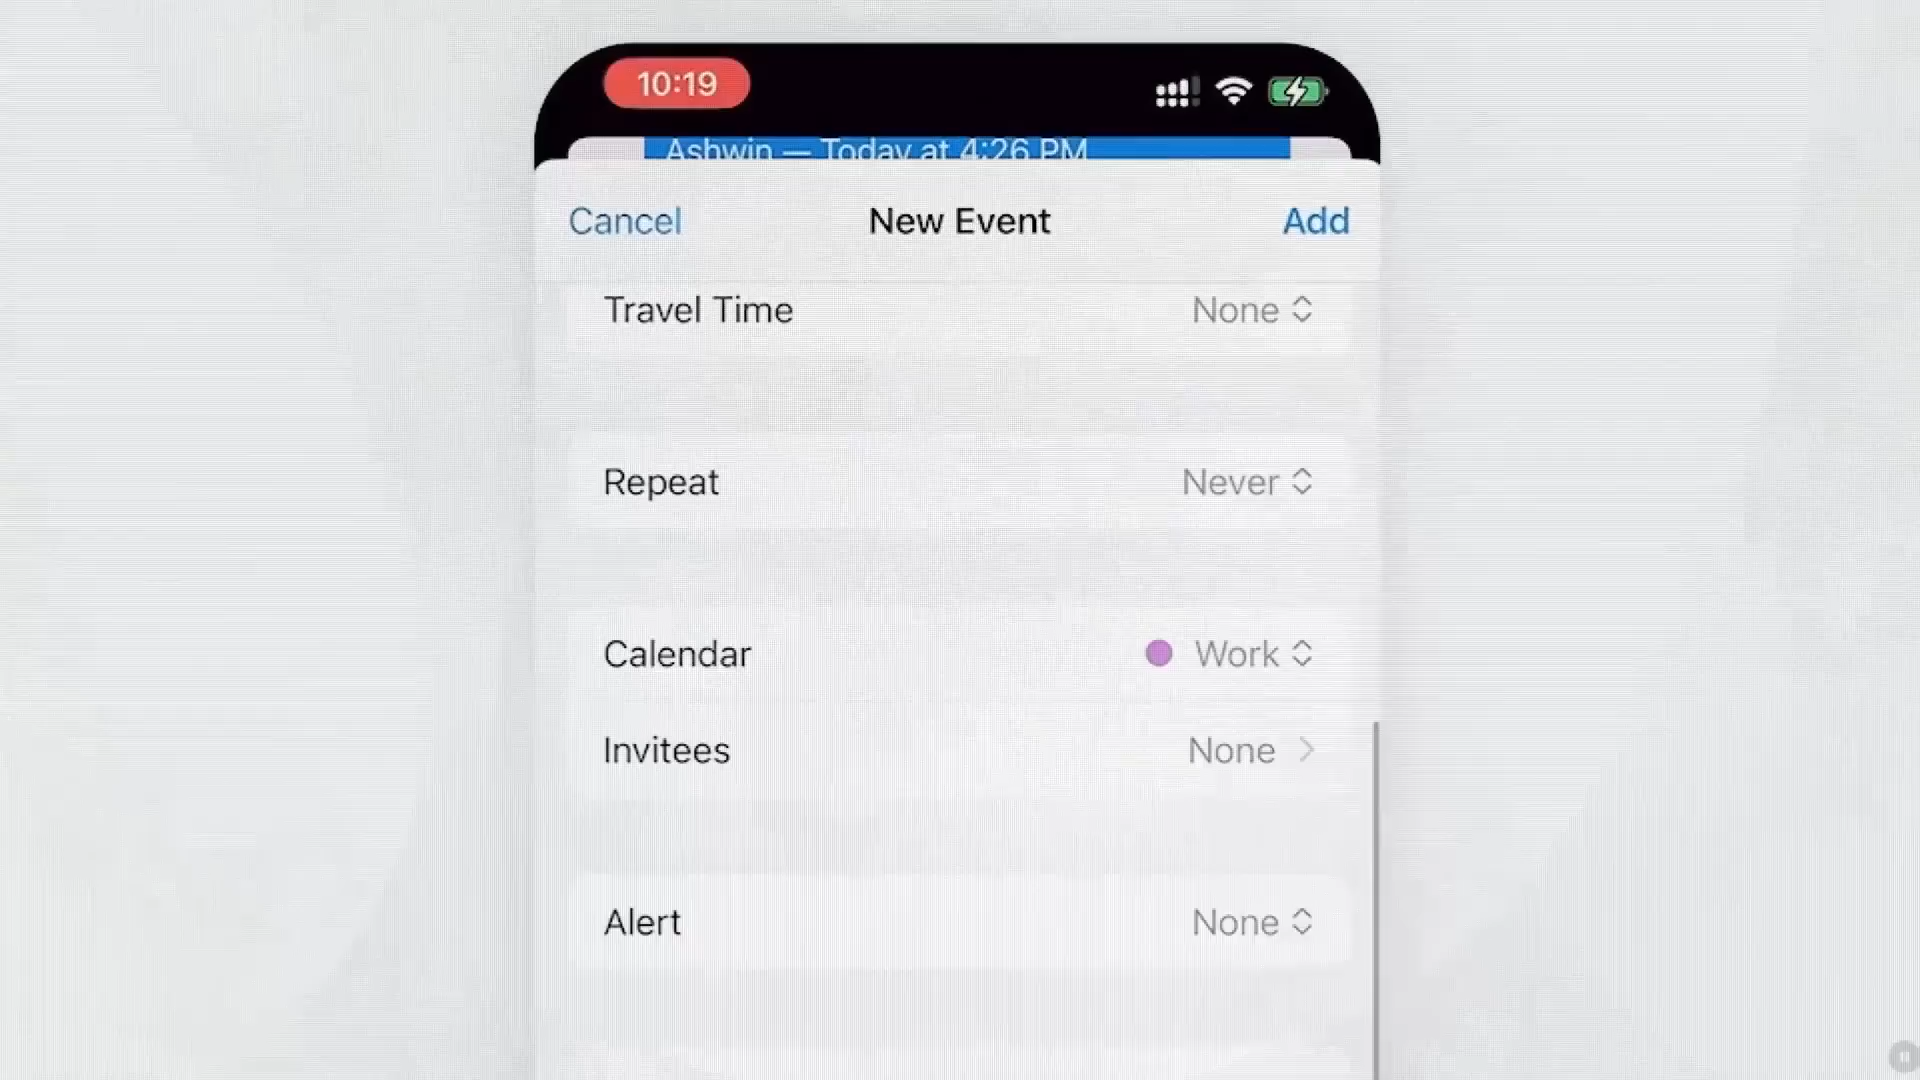 10:19
Ashwin — Today at 4:26 PM
Cancel New Event Add
Travel Time None
Repeat Never
Calendar Work
Invitees None
Alert None